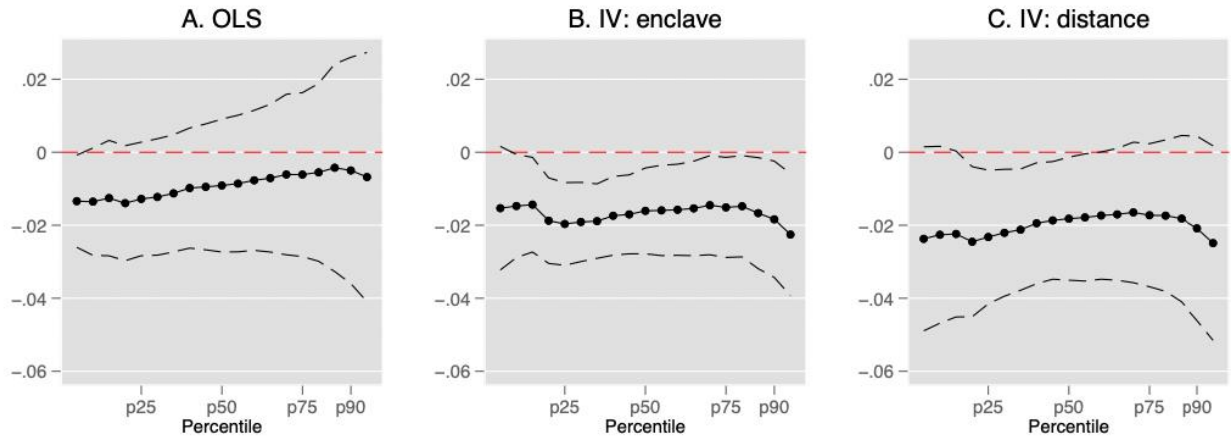 A. OLS
.02
0
-.02
-.04
-.06
p25 p50 p75 p90
Percentile
B. IV: enclave
.02
0
-.02
-.04
-.06
p25 p50 p75 p90
Percentile
C. IV: distance
.02
0
-.02
-.04
-.06
p25 p50 p75 p90
Percentile